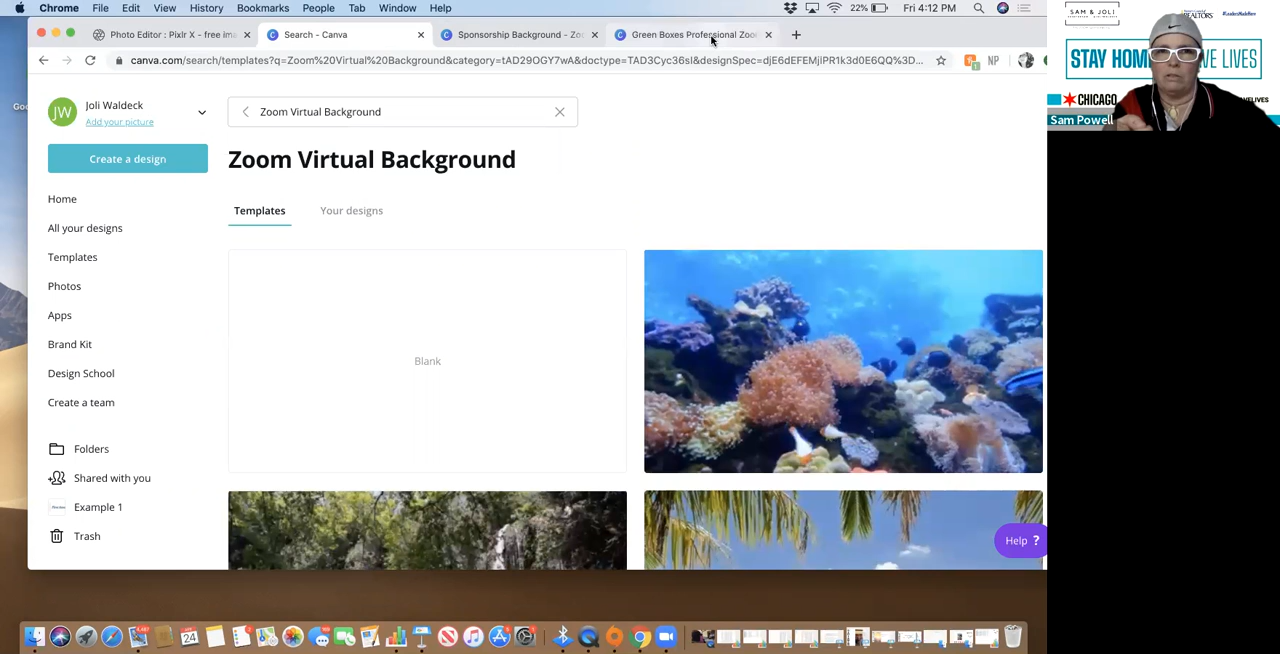 Chrome File Edit View History Bookmarks People Tab Window Help 22% Fri 4:12 PM
Photo Editor : Pixlr X - free ima Search - Canva Sponsorship Background - Zo Green Boxes Professional Zoo
canva.com/search/templates?q=Zoom%20Virtual%20Background&category=tAD29OGY7wA&doctype=TAD3Cyc36sI&designSpec=djE6dEFEMjlPR1k3d0E6QQ%3D... NP
JW Joli Waldeck
Add your picture
Zoom Virtual Background
Create a design
Zoom Virtual Background
Home
All your designs
Templates
Photos
Apps
Brand Kit
Design School
Create a team
Folders
Shared with you
Example 1
Trash
Templates Your designs
Blank
Help ?
SAM & JOLI
REALTORS
STAY HOM E LIVES
CHICAGO
Sam Powell